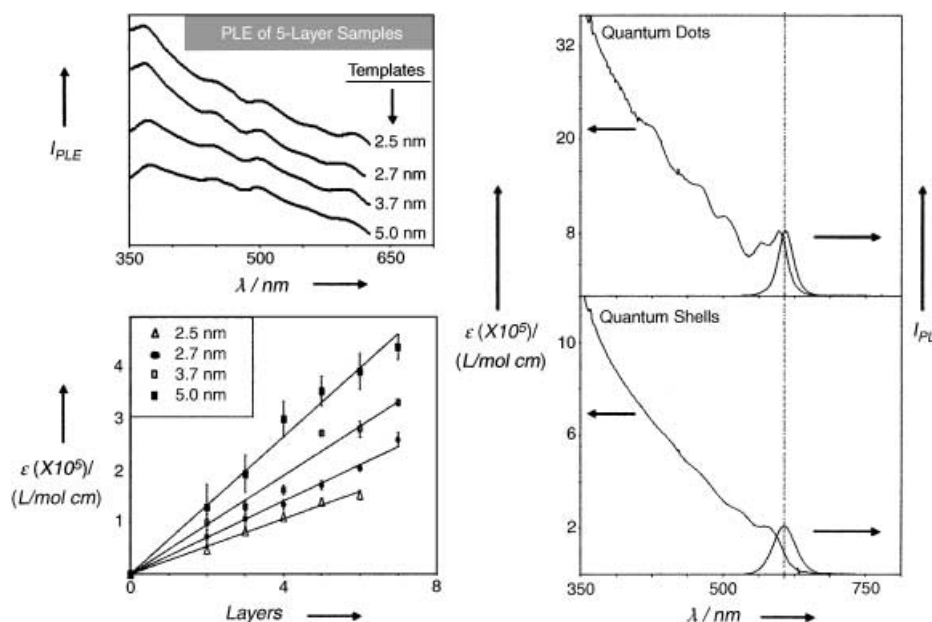 PLE of 5-Layer Samples
Templates
2.5 nm
2.7 nm
3.7 nm
5.0 nm
I PLE
350
500
650
λ / nm
2.5 nm
2.7 nm
3.7 nm
5.0 nm
4
3
2
1
0
4
8
ε (X10⁵)/
(L/mol cm)
Layers
Quantum Dots
32
20
8
ε (X10⁵)/
(L/mol cm)
I PL
Quantum Shells
10
6
2
350
500
750
λ / nm